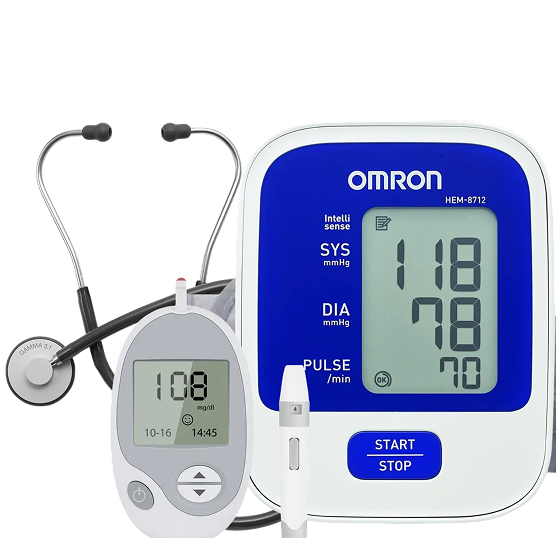 OMRON
HEM-8712
Intelli
sense
SYS
mmHg
118
DIA
mmHg
78
PULSE
/min
OK
70
START
STOP
GAMMA 3.1
108
mg/dl
10-16 14:45
4